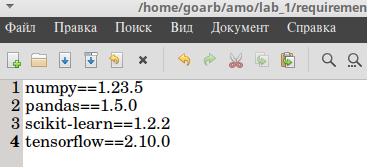 /home/goarb/amo/lab_1/requiremen
Файл Правка Поиск Вид Документ Справка
1 numpy==1.23.5
2 pandas==1.5.0
3 scikit-learn==1.2.2
4 tensorflow==2.10.0